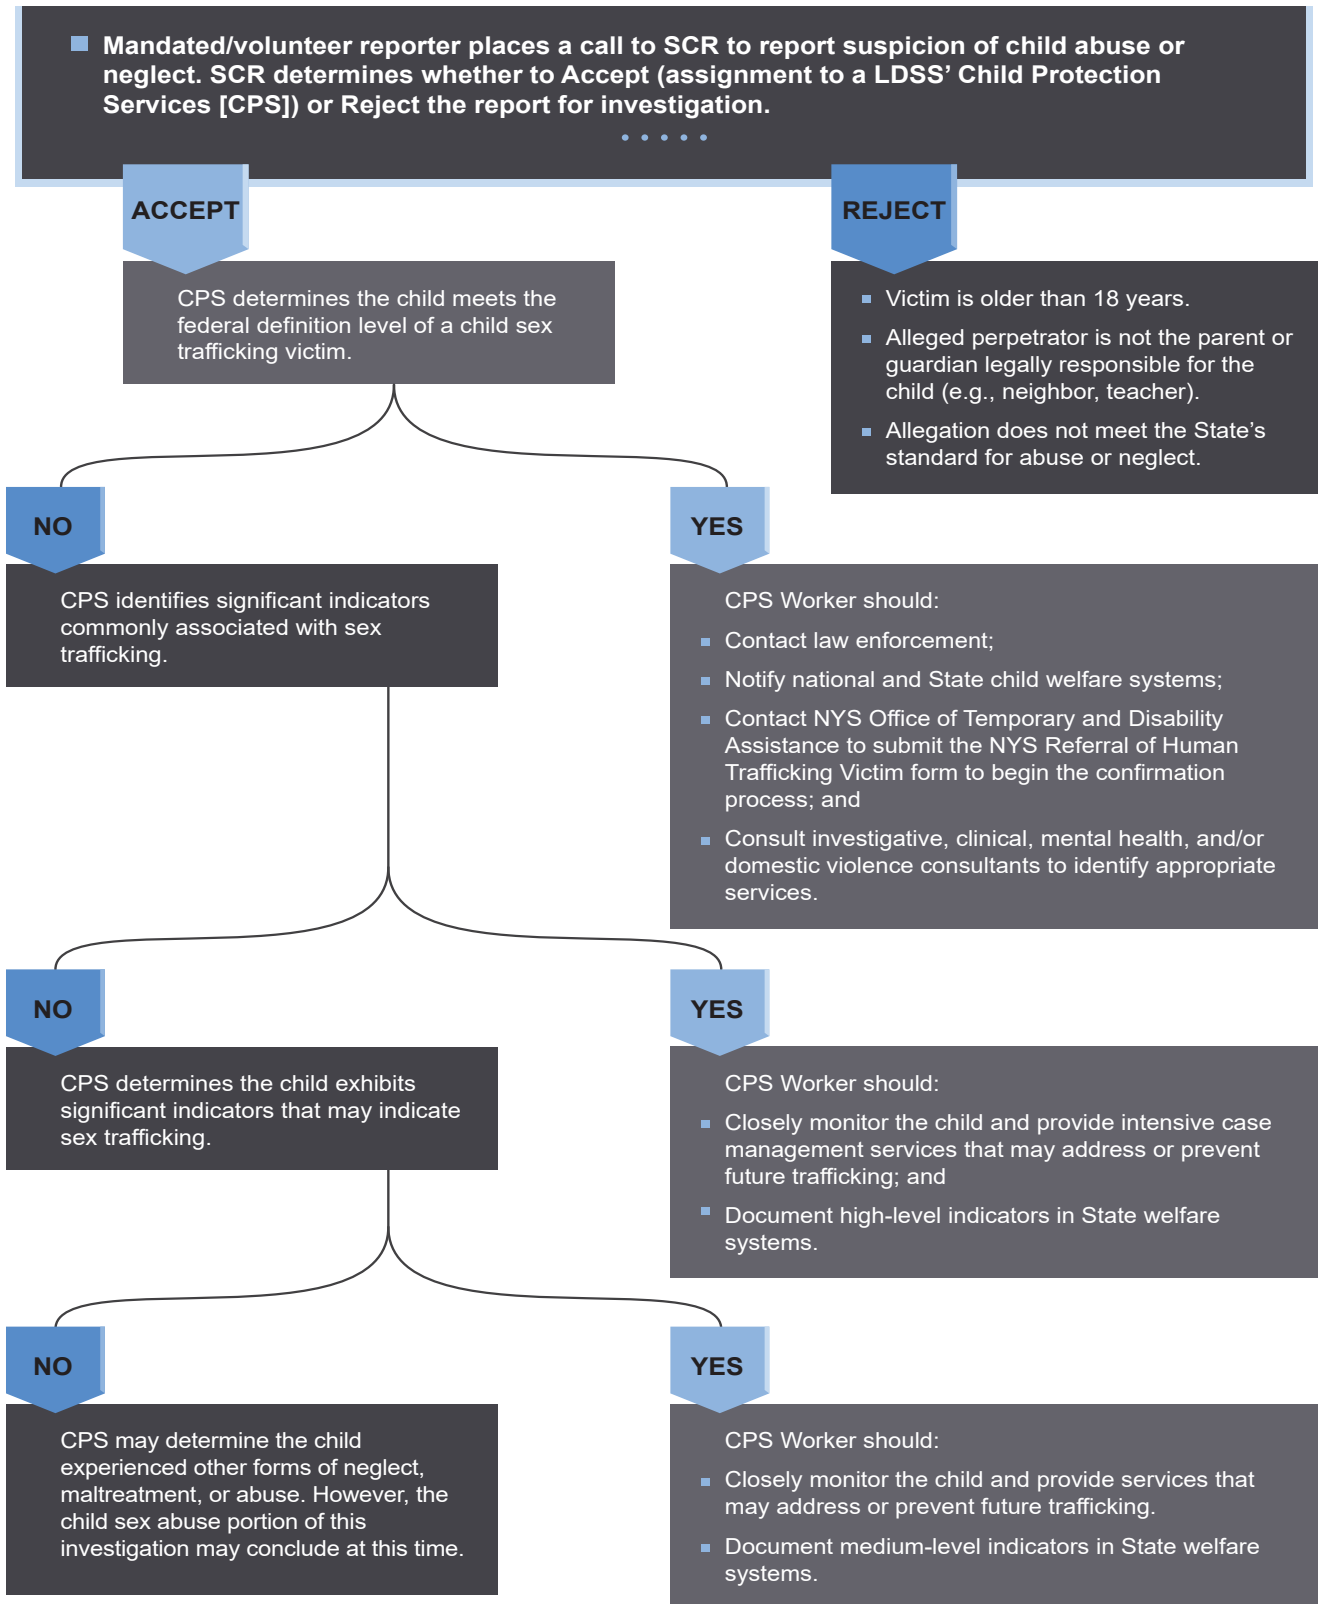 Mandated/volunteer reporter places a call to SCR to report suspicion of child abuse or
neglect. SCR determines whether to Accept (assignment to a LDSS’ Child Protection
Services [CPS]) or Reject the report for investigation.
ACCEPT
CPS determines the child meets the
federal definition level of a child sex
trafficking victim.
REJECT
Victim is older than 18 years.
Alleged perpetrator is not the parent or
guardian legally responsible for the
child (e.g., neighbor, teacher).
Allegation does not meet the State’s
standard for abuse or neglect.
NO
CPS identifies significant indicators
commonly associated with sex
trafficking.
YES
CPS Worker should:
Contact law enforcement;
Notify national and State child welfare systems;
Contact NYS Office of Temporary and Disability
Assistance to submit the NYS Referral of Human
Trafficking Victim form to begin the confirmation
process; and
Consult investigative, clinical, mental health, and/or
domestic violence consultants to identify appropriate
services.
NO
CPS determines the child exhibits
significant indicators that may indicate
sex trafficking.
YES
CPS Worker should:
Closely monitor the child and provide intensive case
management services that may address or prevent
future trafficking; and
Document high-level indicators in State welfare
systems.
NO
CPS may determine the child
experienced other forms of neglect,
maltreatment, or abuse. However, the
child sex abuse portion of this
investigation may conclude at this time.
YES
CPS Worker should:
Closely monitor the child and provide services that
may address or prevent future trafficking.
Document medium-level indicators in State welfare
systems.